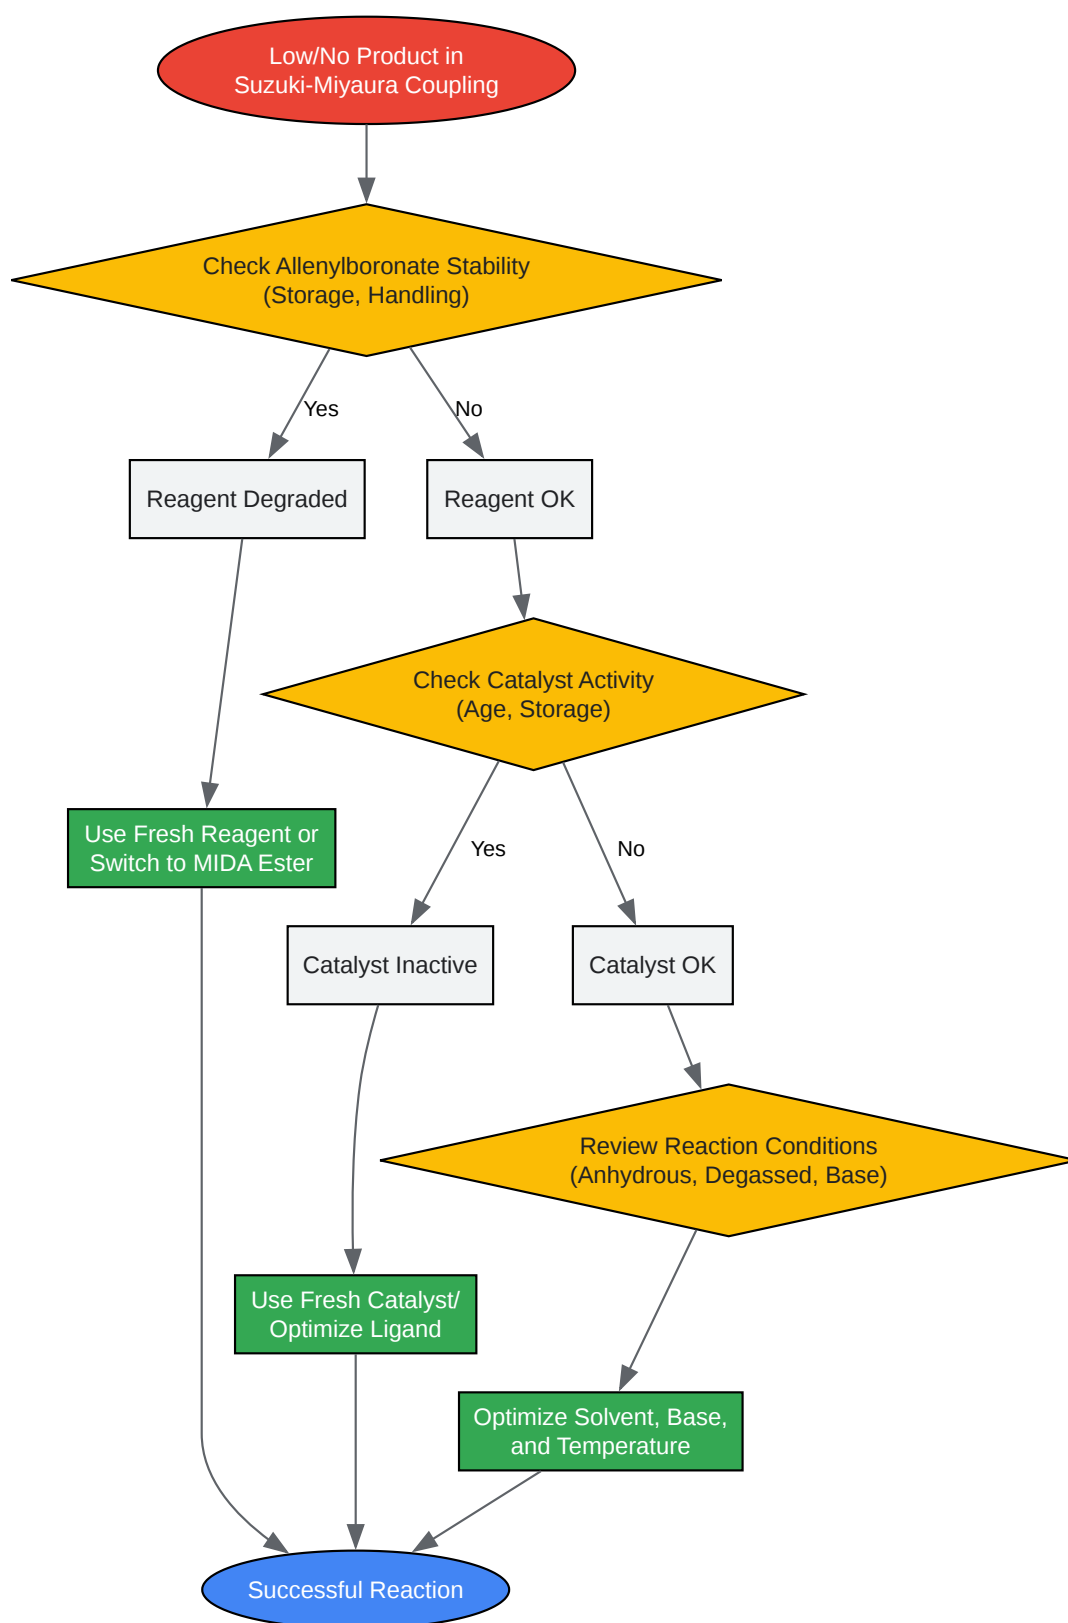 Low/No Product in
Suzuki-Miyaura Coupling
Check Allenylboronate Stability
(Storage, Handling)
Yes
No
Reagent Degraded
Reagent OK
Check Catalyst Activity
(Age, Storage)
Use Fresh Reagent or
Switch to MIDA Ester
Yes
No
Catalyst Inactive
Catalyst OK
Review Reaction Conditions
(Anhydrous, Degassed, Base)
Use Fresh Catalyst/
Optimize Ligand
Optimize Solvent, Base,
and Temperature
Successful Reaction